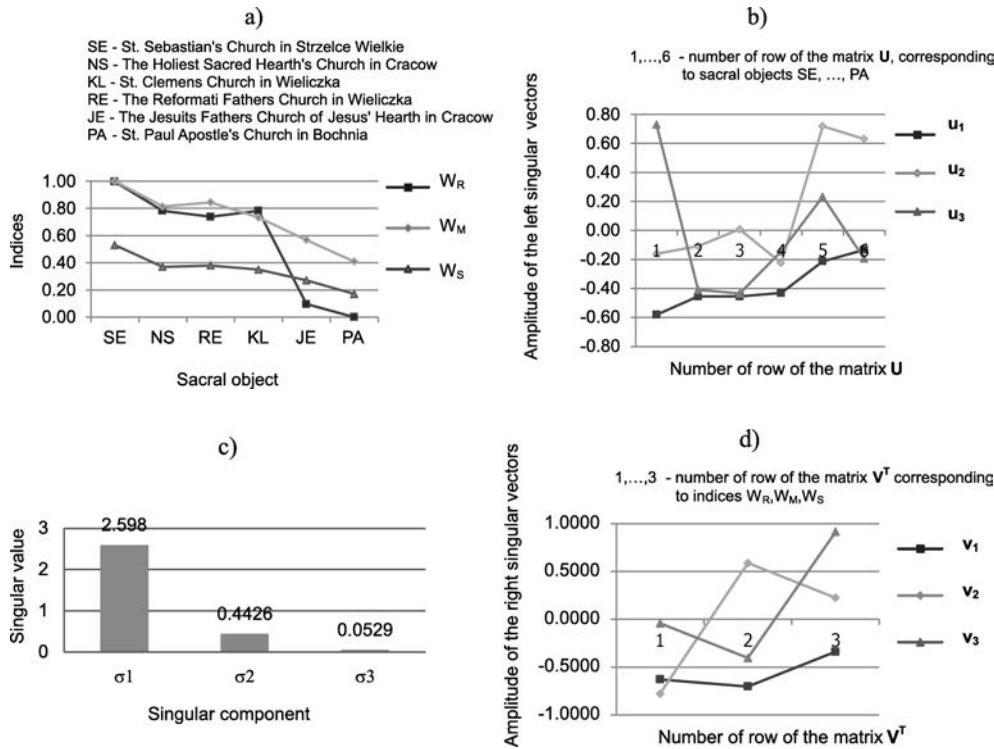 a)
SE - St. Sebastian's Church in Strzelce Wielkie
NS - The Holiest Sacred Hearth's Church in Cracow
KL - St. Clemens Church in Wieliczka
RE - The Reformati Fathers Church in Wieliczka
JE - The Jesuits Fathers Church of Jesus' Hearth in Cracow
PA - St. Paul Apostle's Church in Bochnia
Indices
1.00
0.80
0.60
0.40
0.20
0.00
SE NS RE KL JE PA
Sacral object
W_R
W_M
W_S
b)
1,...,6 - number of row of the matrix U, corresponding
to sacral objects SE, ..., PA
Amplitude of the left singular vectors
0.80
0.60
0.40
0.20
0.00
-0.20
-0.40
-0.60
-0.80
1 2 3 4 5 6
Number of row of the matrix U
u1
u2
u3
c)
Singular value
3
2
1
0
2.598
0.4426
0.0529
σ1 σ2 σ3
Singular component
d)
1,...,3 - number of row of the matrix V^T corresponding
to indices W_R,W_M,W_S
Amplitude of the right singular vectors
1.0000
0.5000
0.0000
-0.5000
-1.0000
1 2 3
Number of row of the matrix V^T
v1
v2
v3